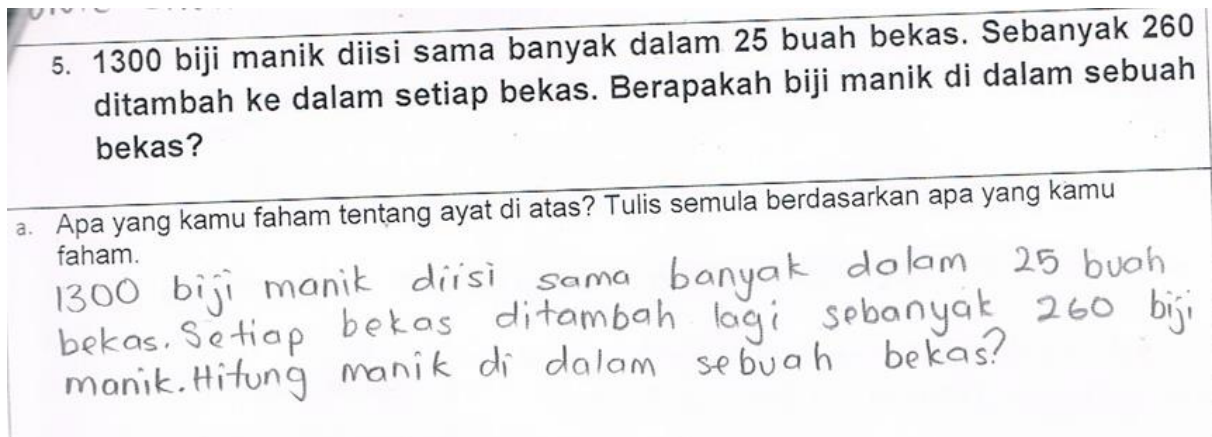 5. 1300 biji manik diisi sama banyak dalam 25 buah bekas. Sebanyak 260
ditambah ke dalam setiap bekas. Berapakah biji manik di dalam sebuah
bekas?
a. Apa yang kamu faham tentang ayat di atas? Tulis semula berdasarkan apa yang kamu
faham.
1300 biji manik diisi sama banyak dalam 25 buah
bekas. Setiap bekas ditambah lagi sebanyak 260 biji
manik. Hitung manik di dalam sebuah bekas?